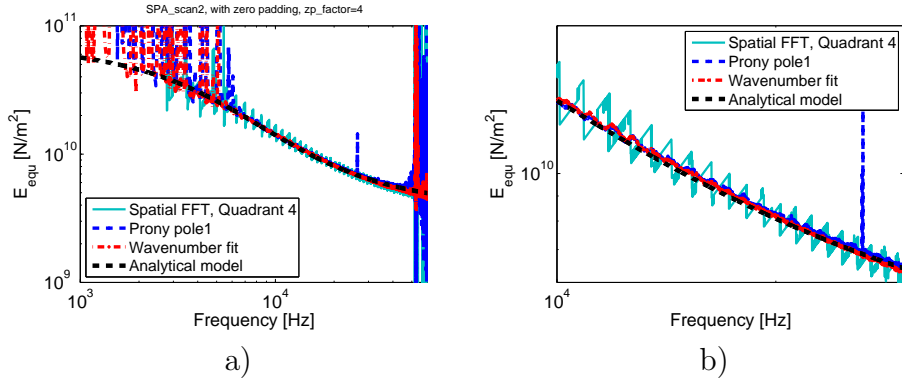 SPA_scan2, with zero padding, zp_factor=4
10^11
10^10
10^9
E_equ [N/m^2]
Spatial FFT, Quadrant 4
Prony pole1
Wavenumber fit
Analytical model
10^3
10^4
Frequency [Hz]
a)
10^10
E_equ [N/m^2]
Spatial FFT, Quadrant 4
Prony pole1
Wavenumber fit
Analytical model
10^4
Frequency [Hz]
b)